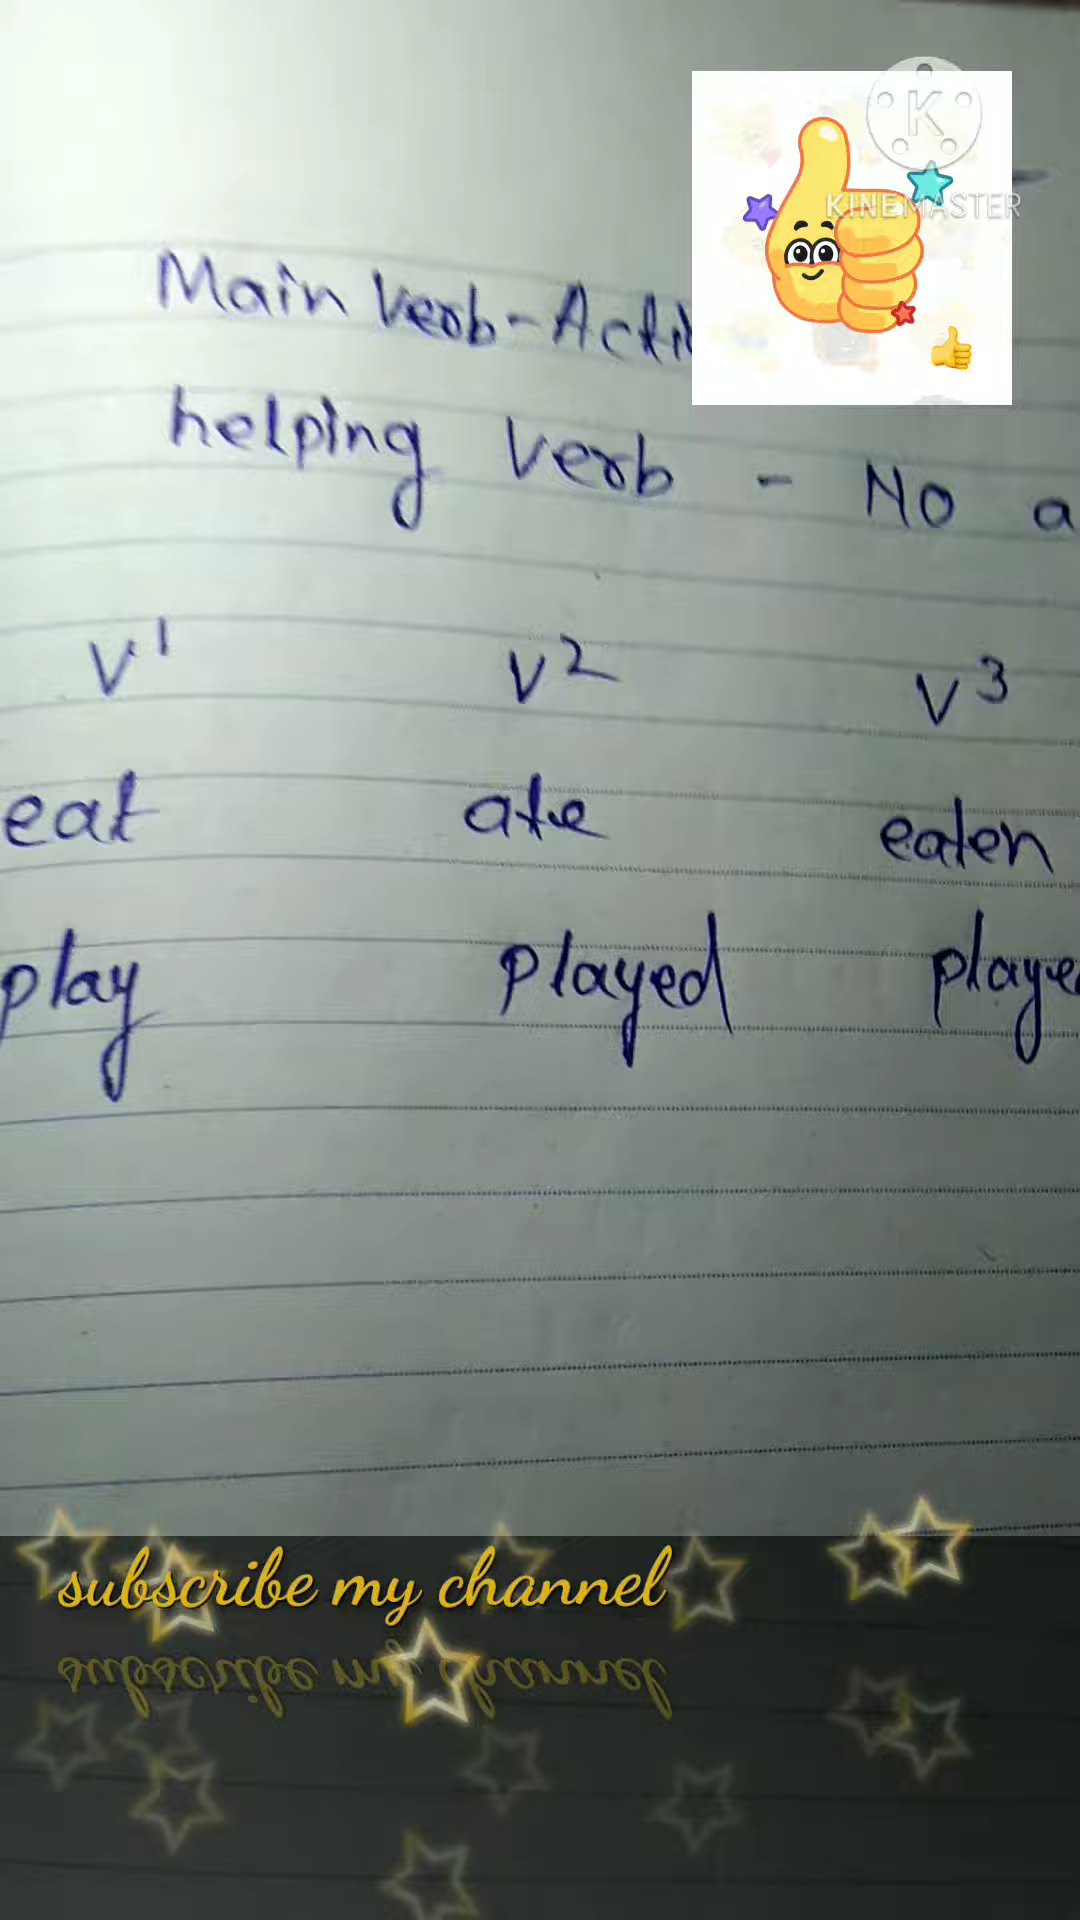 K
KINEMASTER
Main Verb - Acti
helping verb - No a
V1 V2 V3
eat ate eaten
play played playe
subscribe my channel